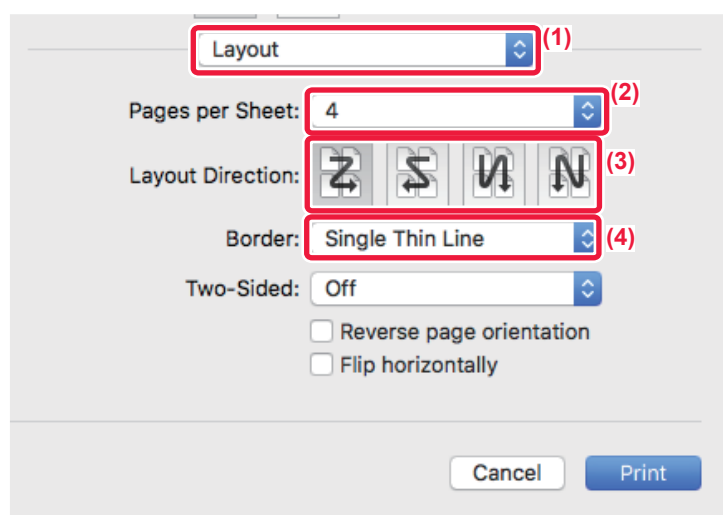 Layout (1)
Pages per Sheet: 4 (2)
Layout Direction: (3)
Border: Single Thin Line (4)
Two-Sided: Off
Reverse page orientation
Flip horizontally
Cancel Print